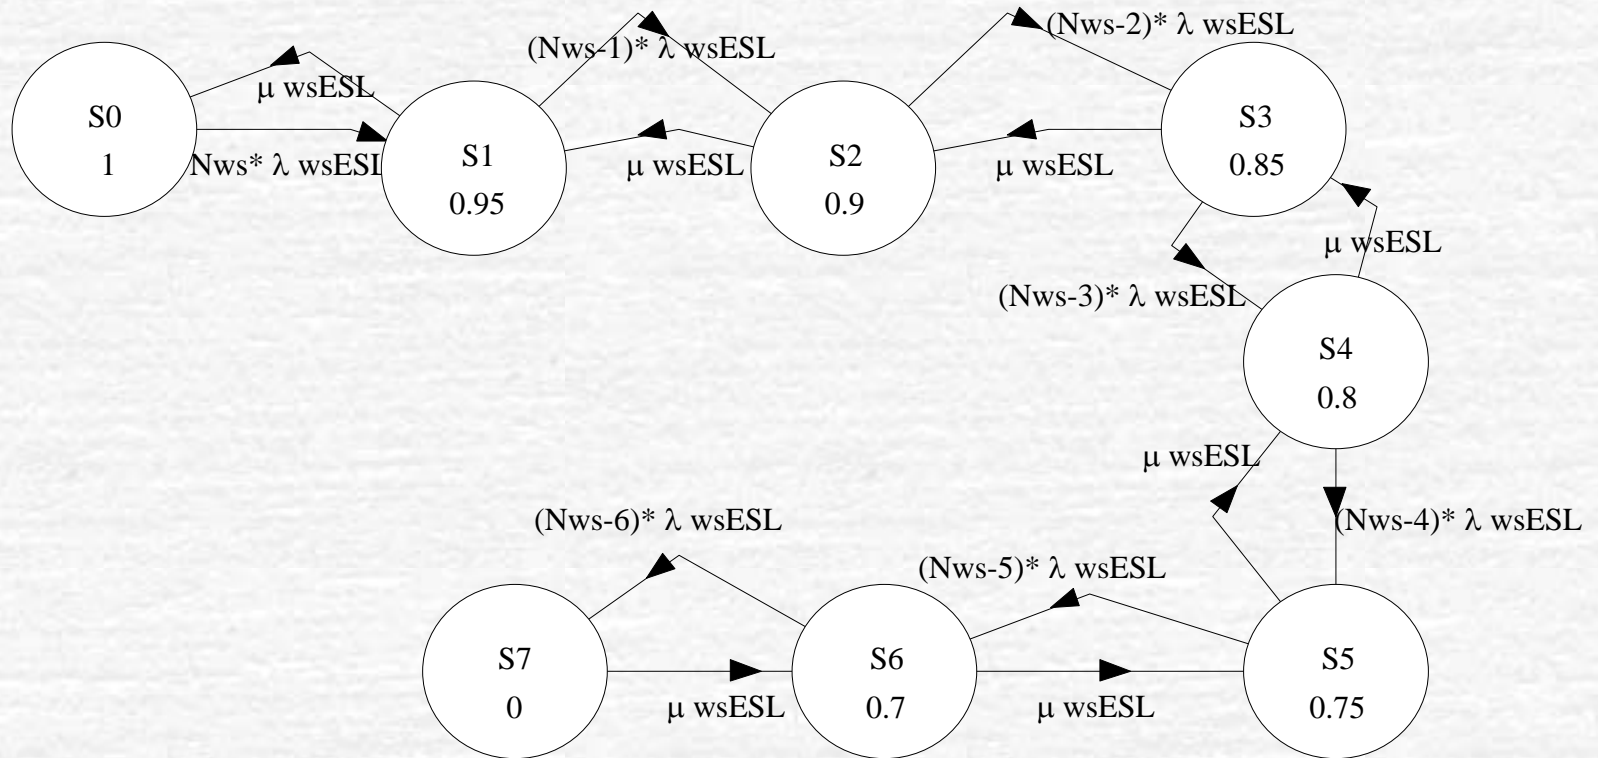 (Nws-1)* λ wsESL
(Nws-2)* λ wsESL
μ wsESL
S0
1
Nws* λ wsESL
S1
0.95
μ wsESL
S2
0.9
μ wsESL
S3
0.85
μ wsESL
(Nws-3)* λ wsESL
S4
0.8
μ wsESL
(Nws-4)* λ wsESL
(Nws-6)* λ wsESL
(Nws-5)* λ wsESL
S7
0
μ wsESL
S6
0.7
μ wsESL
S5
0.75